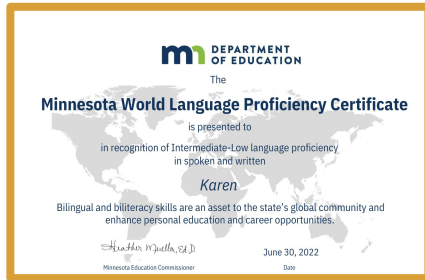 DEPARTMENT
OF EDUCATION
The
Minnesota World Language Proficiency Certificate
is presented to
in recognition of Intermediate-Low language proficiency
in spoken and written
Karen
Bilingual and biliteracy skills are an asset to the state's global community and
enhance personal education and career opportunities.
Heather Mueller, Ed.D.
June 30, 2022
Minnesota Education Commissioner
Date